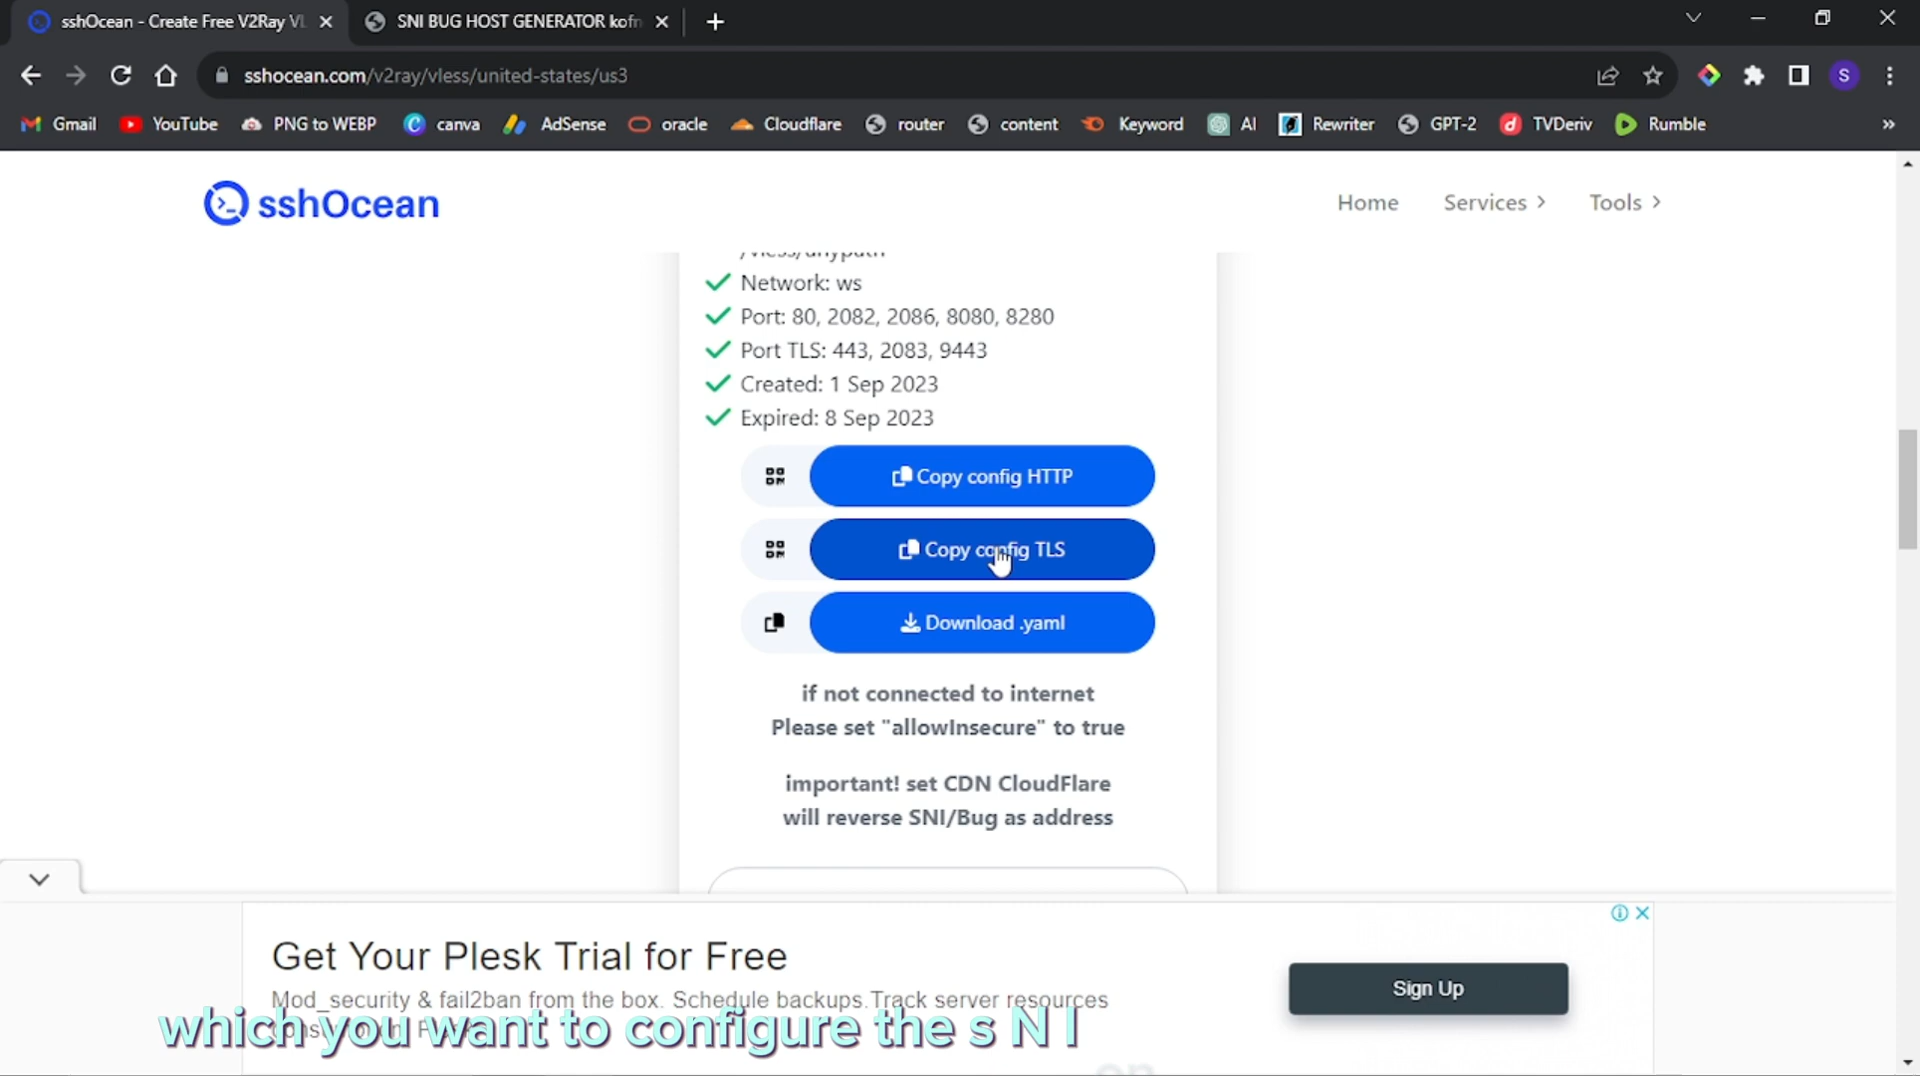 sshOcean - Create Free V2Ray VL
SNI BUG HOST GENERATOR kofn
sshocean.com/v2ray/vless/united-states/us3
S
Gmail YouTube PNG to WEBP canva AdSense oracle Cloudflare router content Keyword AI Rewriter GPT-2 TVDeriv Rumble
sshOcean
Home Services Tools
/vless/anypath
Network: ws
Port: 80, 2082, 2086, 8080, 8280
Port TLS: 443, 2083, 9443
Created: 1 Sep 2023
Expired: 8 Sep 2023
Copy config HTTP
Copy config TLS
Download .yaml
if not connected to internet
Please set "allowInsecure" to true
important! set CDN CloudFlare
will reverse SNI/Bug as address
Get Your Plesk Trial for Free
Mod_security & fail2ban from the box. Schedule backups.Track server resources
Sign Up
which you want to configure the s N I